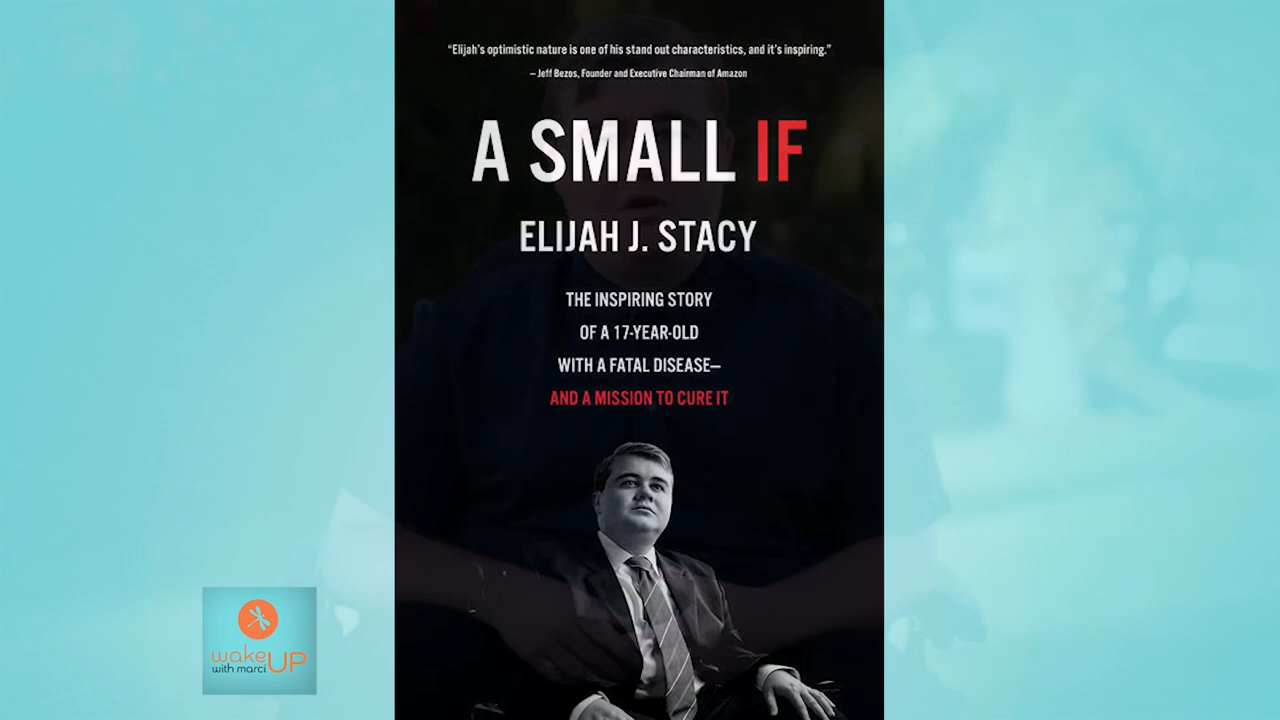 “Elijah’s optimistic nature is one of his stand out characteristics, and it’s inspiring.”
– Jeff Bezos, Founder and Executive Chairman of Amazon
A SMALL IF
ELIJAH J. STACY
THE INSPIRING STORY
OF A 17-YEAR-OLD
WITH A FATAL DISEASE–
AND A MISSION TO CURE IT
wake UP
with marci